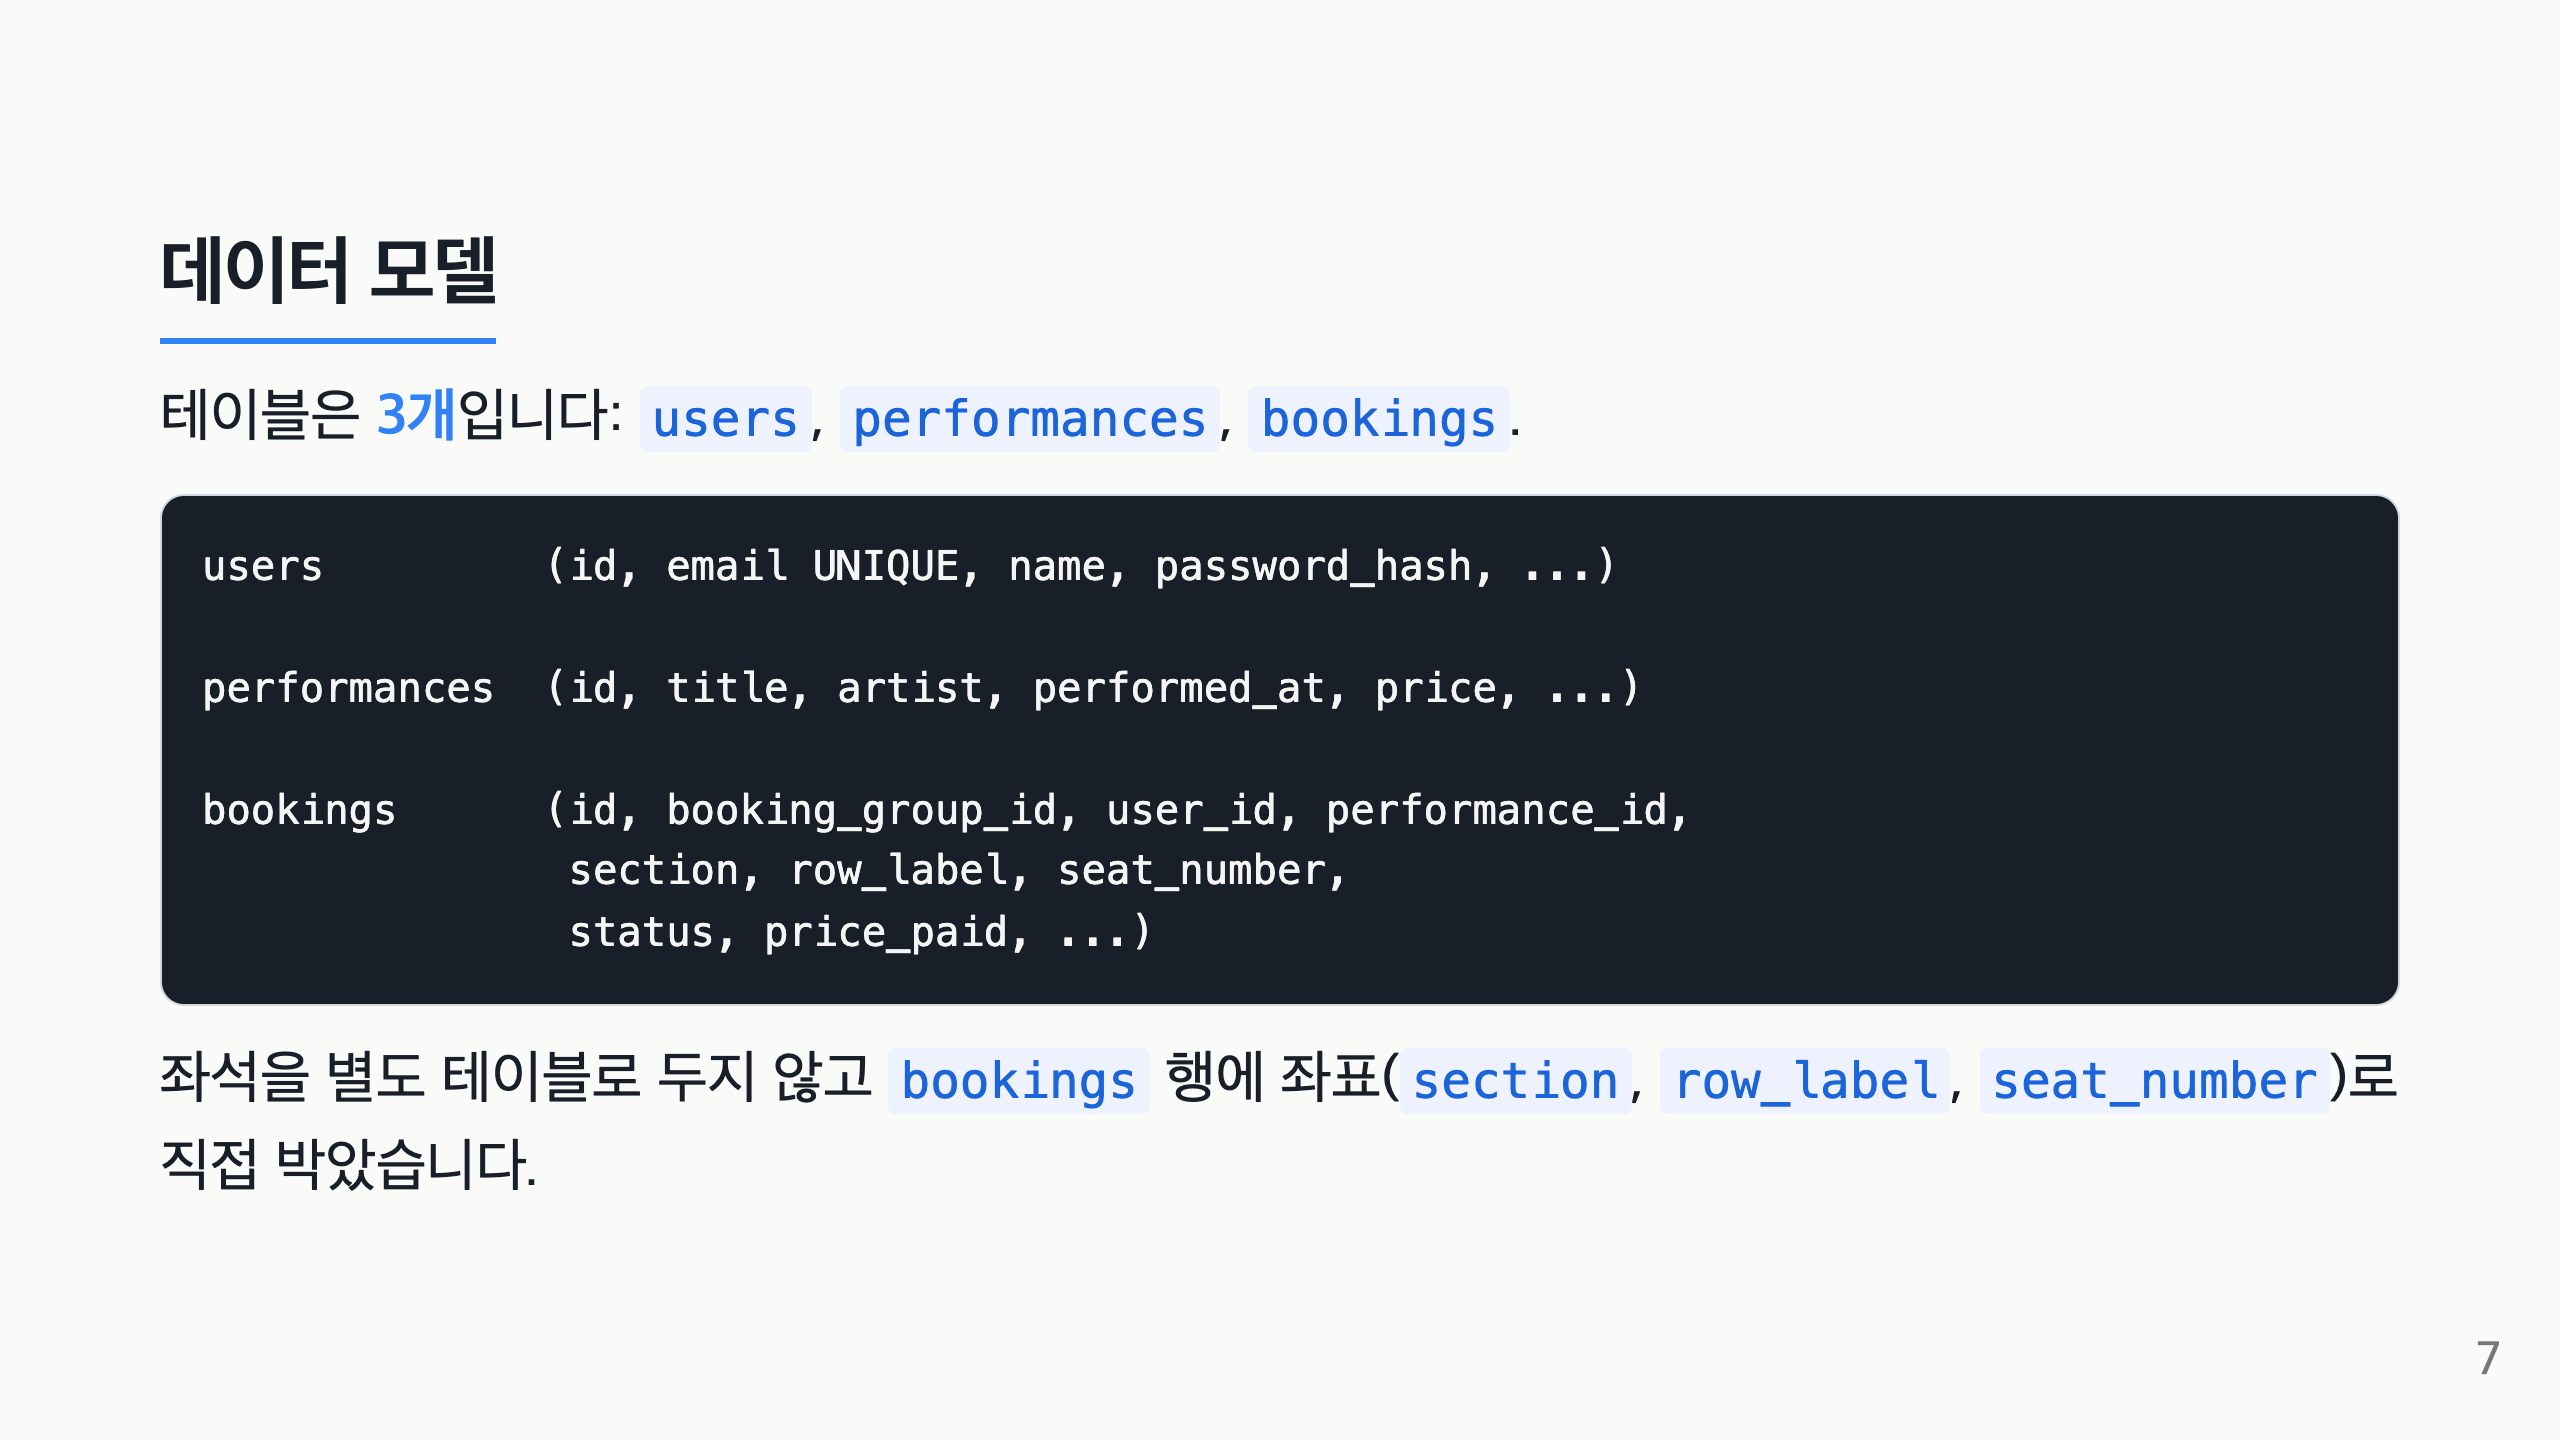 데이터 모델
테이블은 3개입니다: users, performances, bookings.
users         (id, email UNIQUE, name, password_hash, ...)
performances  (id, title, artist, performed_at, price, ...)
bookings      (id, booking_group_id, user_id, performance_id,
               section, row_label, seat_number,
               status, price_paid, ...)
좌석을 별도 테이블로 두지 않고 bookings 행에 좌표(section, row_label, seat_number)로
직접 박았습니다.
7